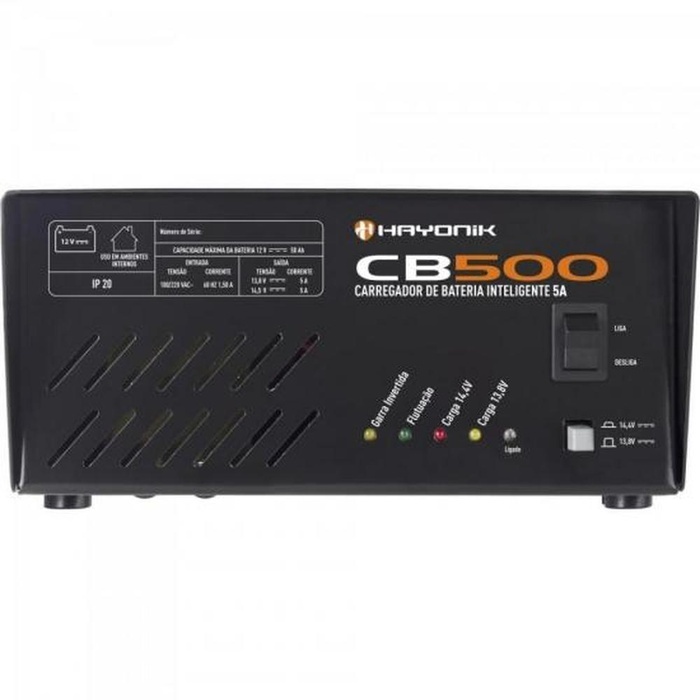 12 V
USO EM AMBIENTES
INTERNOS
IP 20
Número de Série:
CAPACIDADE MÁXIMA DA BATERIA 12 V 50 Ah
ENTRADA SAÍDA
TENSÃO CORRENTE TENSÃO CORRENTE
100/220 VAC~ 60 HZ 1,50 A 13,8 V 5 A
14,5 V 5 A
HAYONIK
CB500
CARREGADOR DE BATERIA INTELIGENTE 5A
LIGA
DESLIGA
Garra Invertida
Flutuação
Carga 14,4V
Carga 13,8V
Ligado
14,4V
13,8V